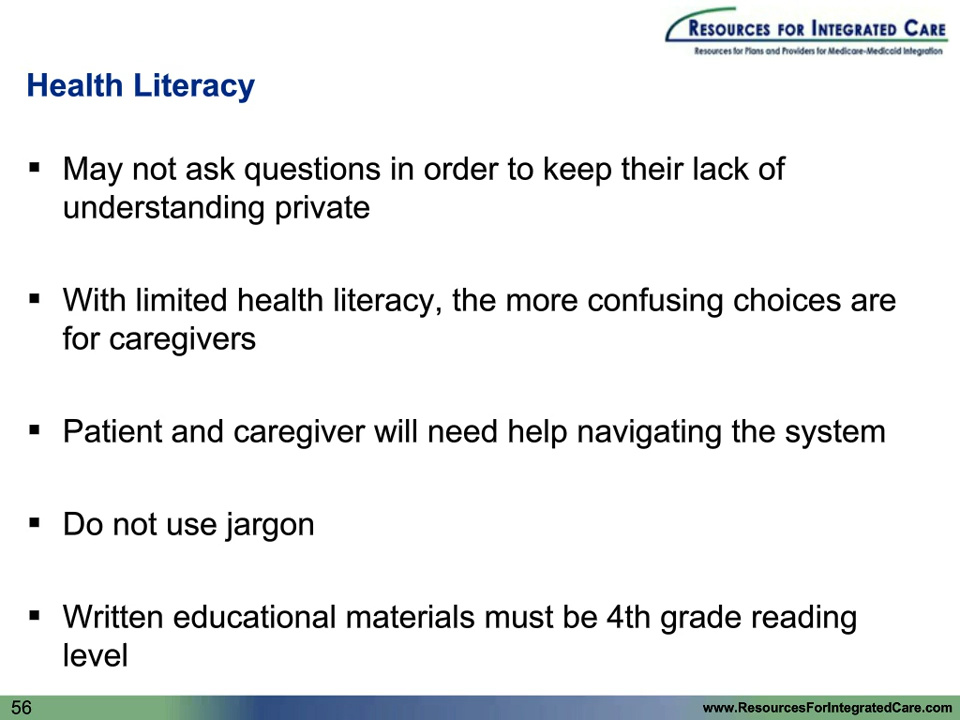 RESOURCES FOR INTEGRATED CARE
Resources for Plans and Providers for Medicare-Medicaid Integration
Health Literacy
▪ May not ask questions in order to keep their lack of
understanding private
▪ With limited health literacy, the more confusing choices are
for caregivers
▪ Patient and caregiver will need help navigating the system
▪ Do not use jargon
▪ Written educational materials must be 4th grade reading
level
56
www.ResourcesForIntegratedCare.com